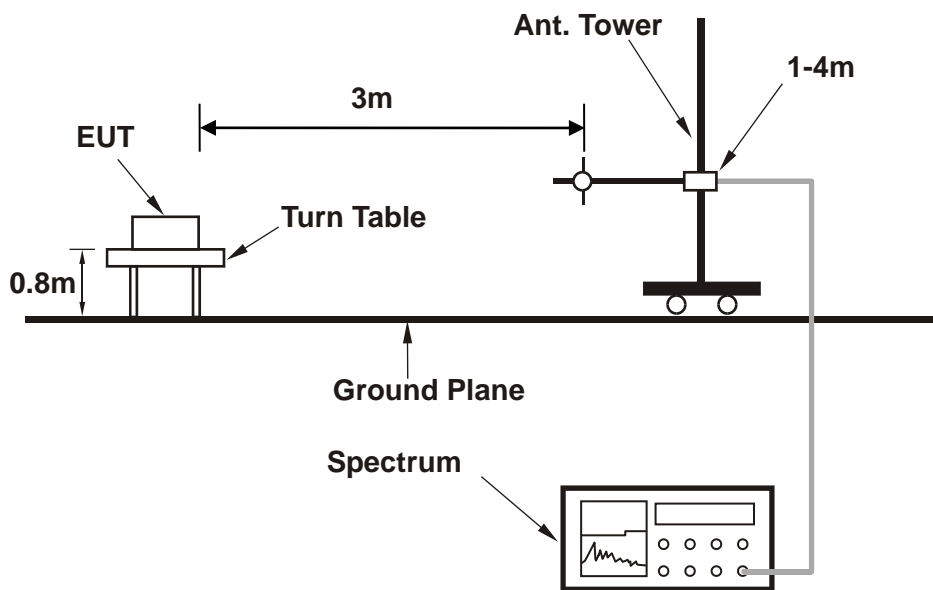 Ant. Tower
1-4m
3m
EUT
Turn Table
0.8m
Ground Plane
Spectrum